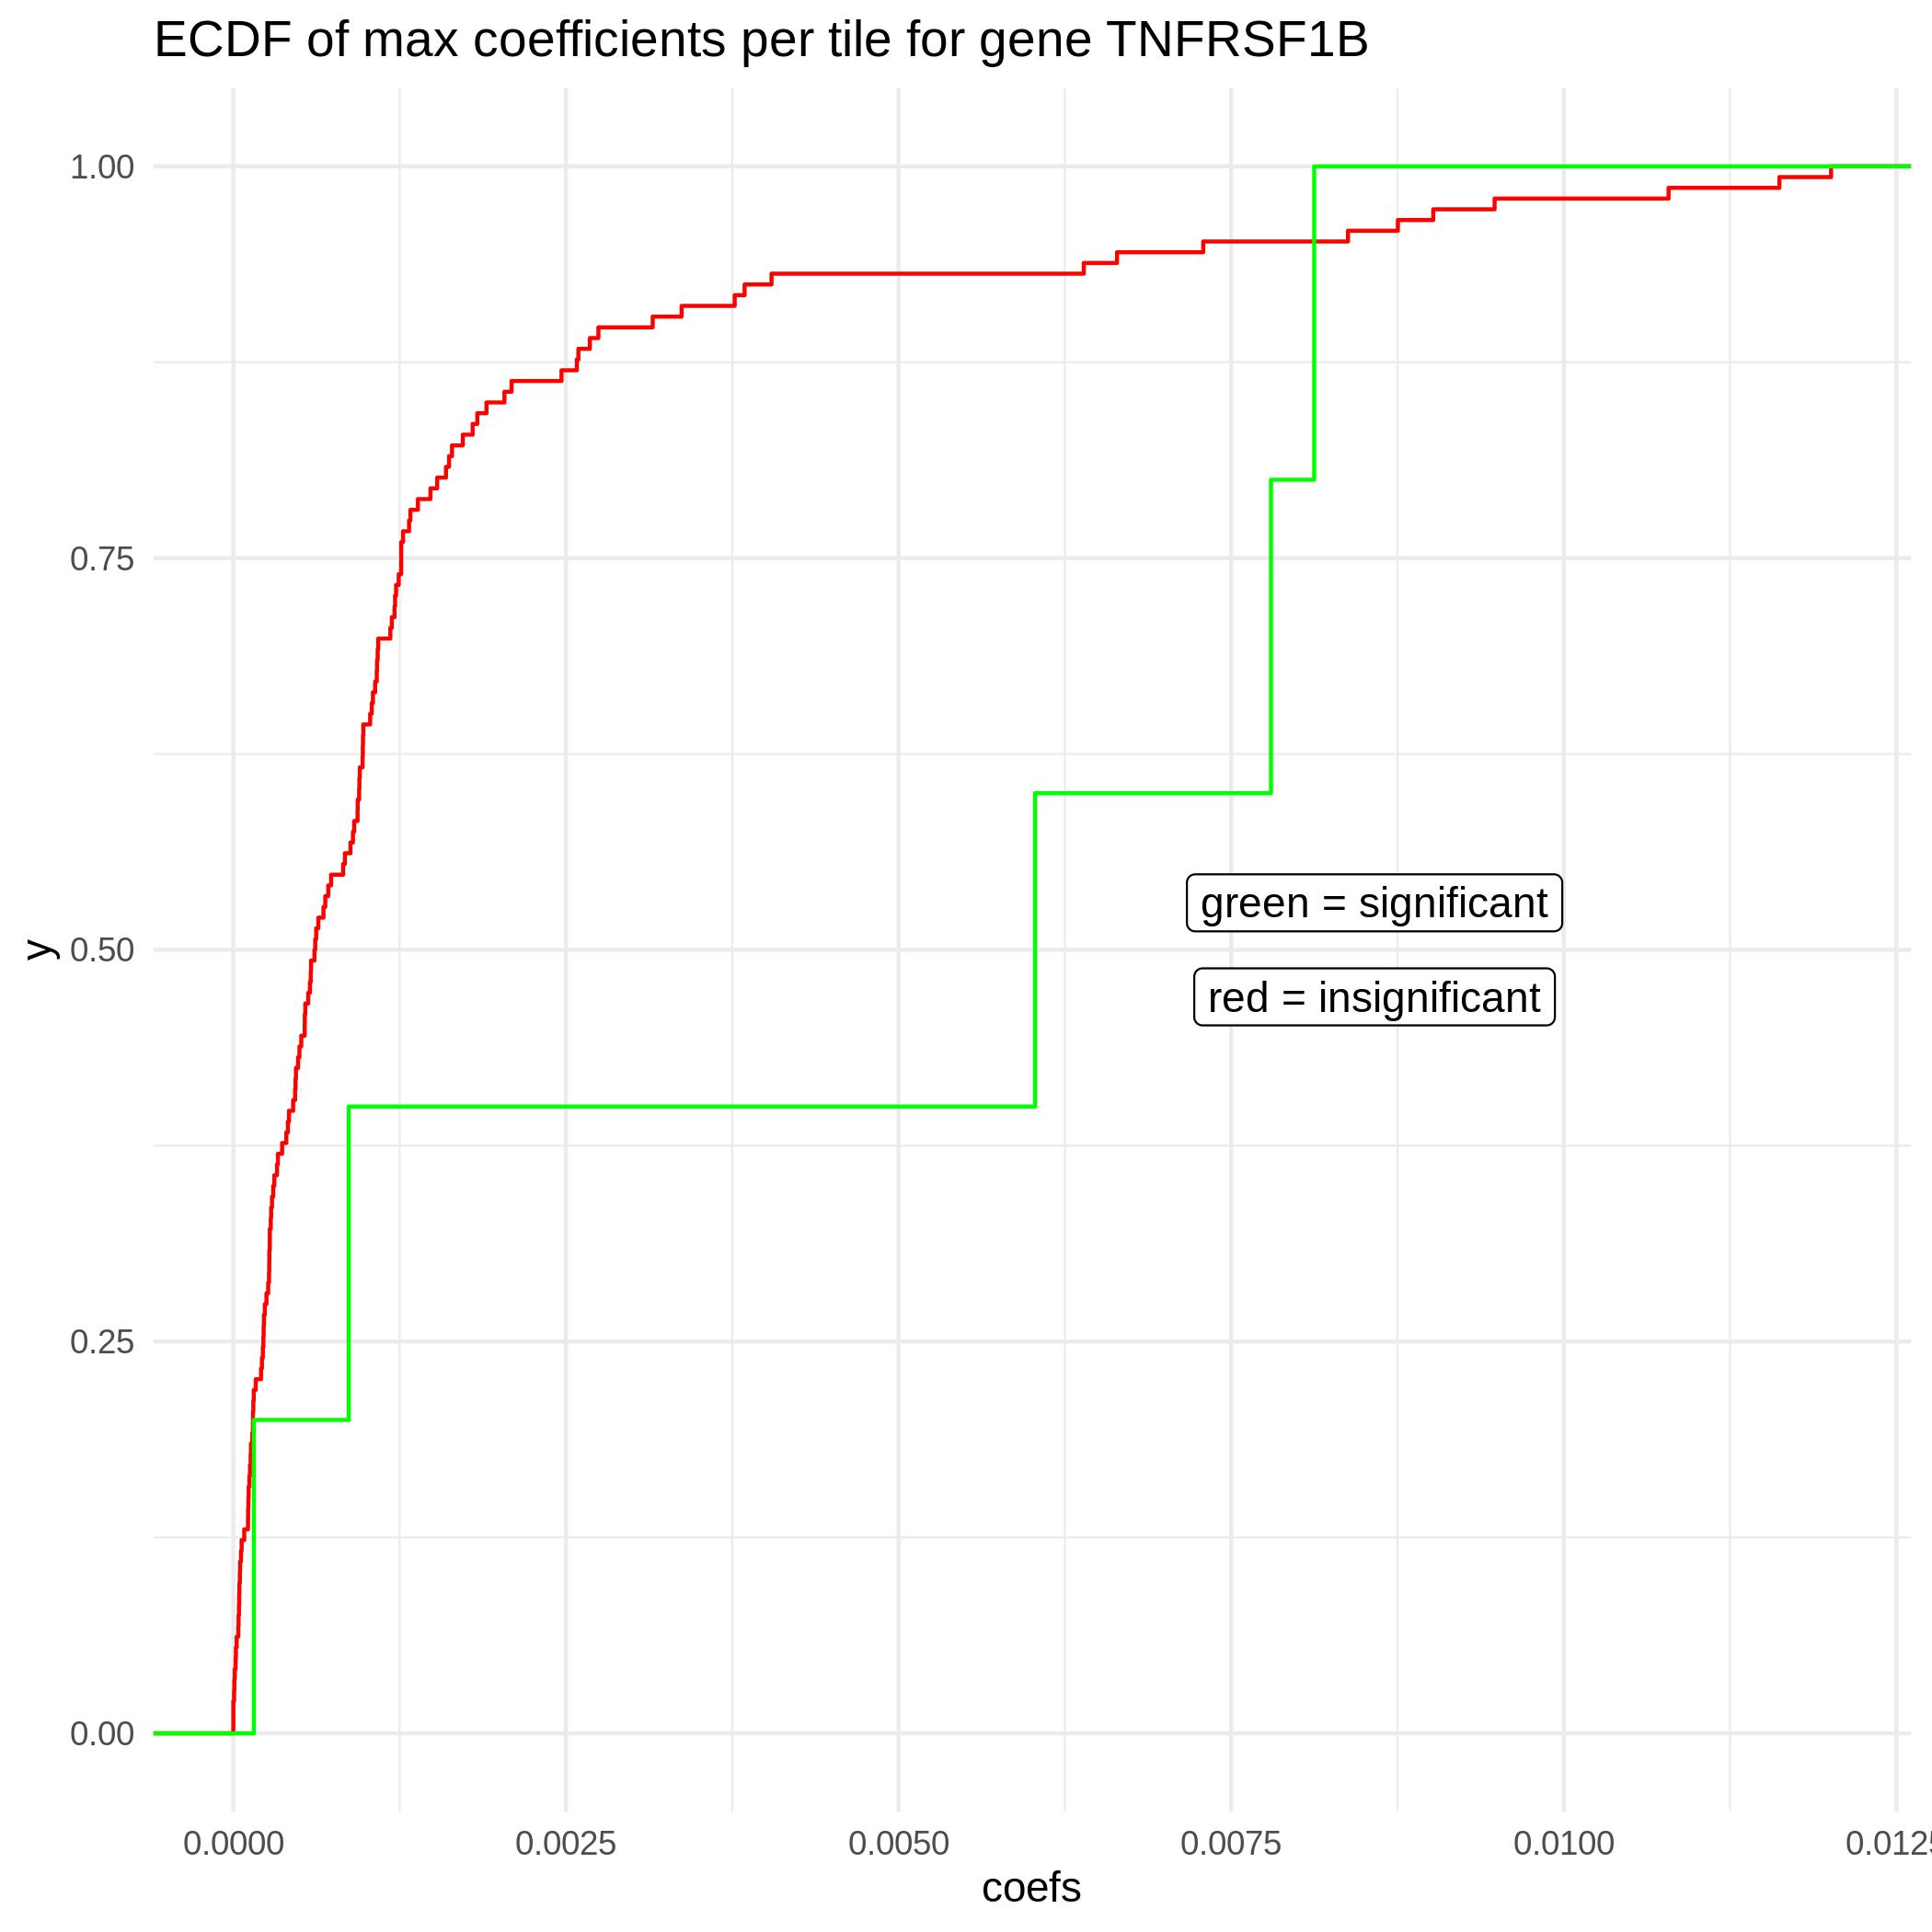 ECDF of max coefficients per tile for gene TNFRSF1B
1.00
0.75
0.50
0.25
0.00
y
green = significant
red = insignificant
0.0000 0.0025 0.0050 0.0075 0.0100
coefs